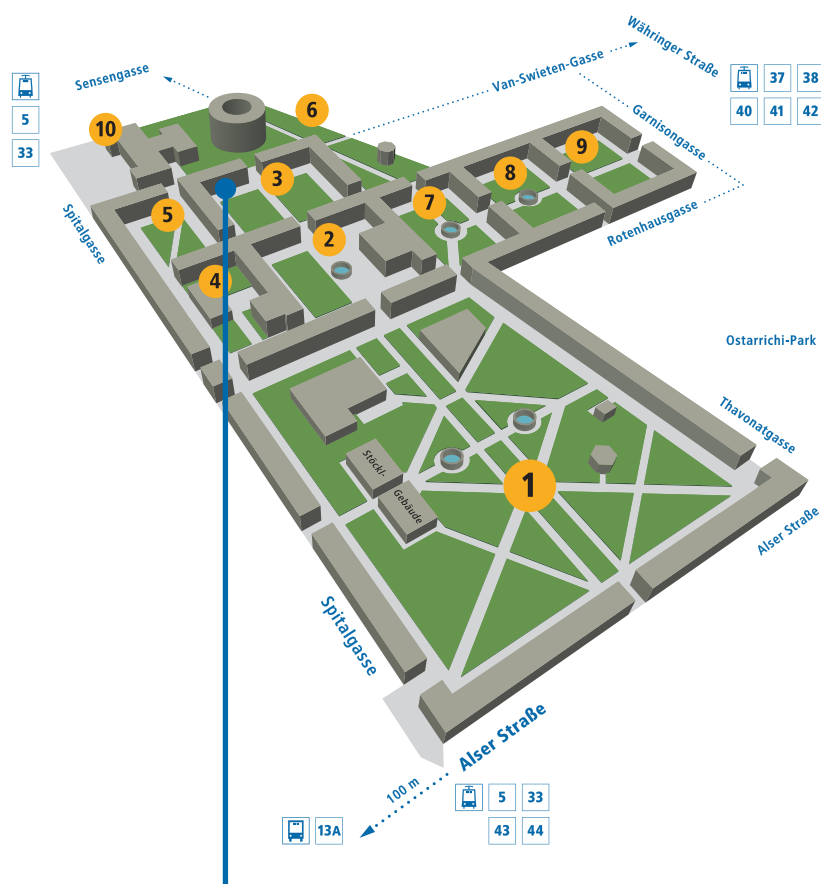 Sensengasse
Währinger Straße
Van-Swieten-Gasse
37 38
40 41 42
5
33
10
6
Garnisongasse
9
8
3
7
5
2
4
Spitalgasse
Rotenhausgasse
Ostarrichi-Park
Thavonatgasse
Stöckl-
Gebäude
1
Alser Straße
Spitalgasse
Alser Straße
100 m
13A
5 33
43 44